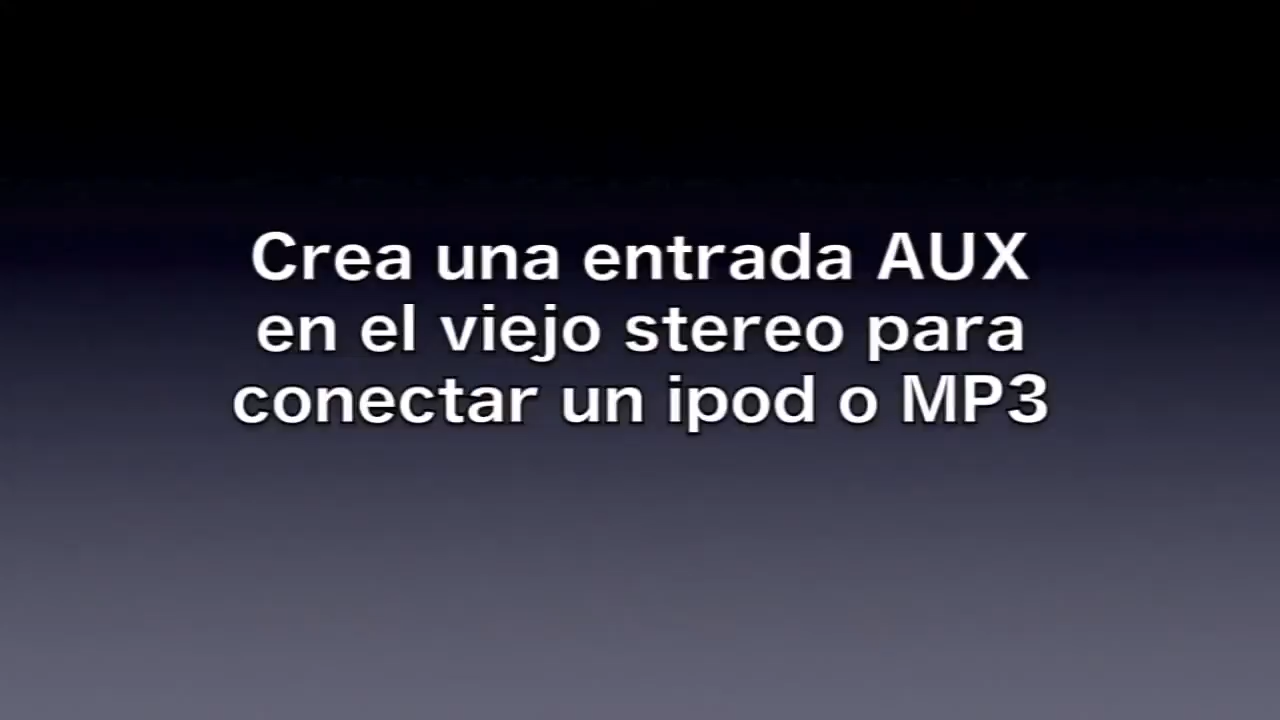 Crea una entrada AUX
en el viejo stereo para
conectar un ipod o MP3